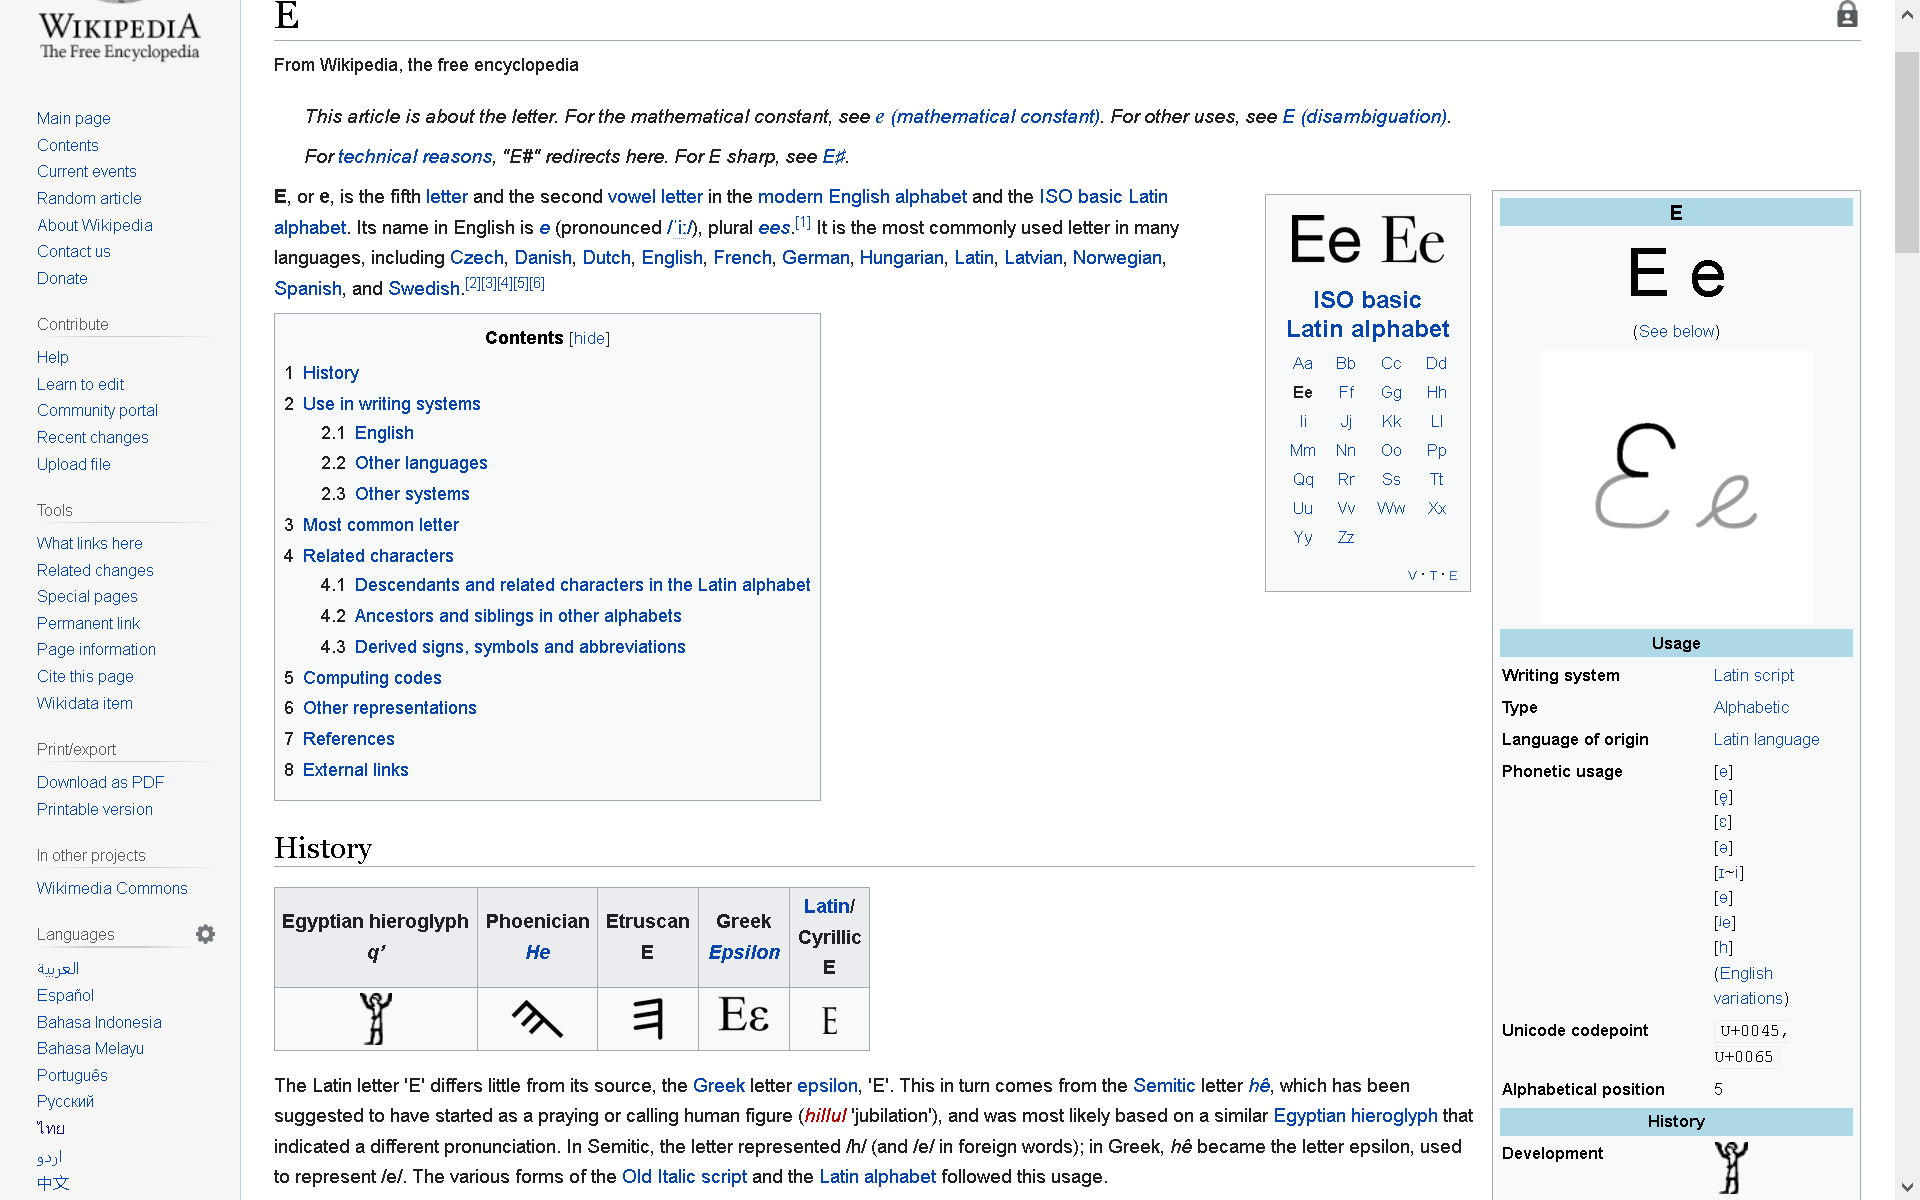 WIKIPEDIA
The Free Encyclopedia
Main page
Contents
Current events
Random article
About Wikipedia
Contact us
Donate
Contribute
Help
Learn to edit
Community portal
Recent changes
Upload file
Tools
What links here
Related changes
Special pages
Permanent link
Page information
Cite this page
Wikidata item
Print/export
Download as PDF
Printable version
In other projects
Wikimedia Commons
Languages
العربية
Español
Bahasa Indonesia
Bahasa Melayu
Português
Русский
ไทย
اردو
中文
E
From Wikipedia, the free encyclopedia
This article is about the letter. For the mathematical constant, see e (mathematical constant). For other uses, see E (disambiguation).
For technical reasons, "E#" redirects here. For E sharp, see E♯.
E, or e, is the fifth letter and the second vowel letter in the modern English alphabet and the ISO basic Latin
alphabet. Its name in English is e (pronounced /ˈiː/), plural ees.[1] It is the most commonly used letter in many
languages, including Czech, Danish, Dutch, English, French, German, Hungarian, Latin, Latvian, Norwegian,
Spanish, and Swedish.[2][3][4][5][6]
Contents [hide]
1 History
2 Use in writing systems
2.1 English
2.2 Other languages
2.3 Other systems
3 Most common letter
4 Related characters
4.1 Descendants and related characters in the Latin alphabet
4.2 Ancestors and siblings in other alphabets
4.3 Derived signs, symbols and abbreviations
5 Computing codes
6 Other representations
7 References
8 External links
Ee Ee
ISO basic
Latin alphabet
Aa Bb Cc Dd
Ee Ff Gg Hh
Ii Jj Kk Ll
Mm Nn Oo Pp
Qq Rr Ss Tt
Uu Vv Ww Xx
Yy Zz
V · T · E
E
E e
(See below)
E e
Usage
Writing system Latin script
Type Alphabetic
Language of origin Latin language
Phonetic usage [e]
[e̞]
[ɛ]
[ə]
[ɪ~i]
[ɘ]
[ʲe]
[h]
(English
variations)
Unicode codepoint U+0045,
U+0065
Alphabetical position 5
History
Development
History
Egyptian hieroglyph Phoenician Etruscan Greek Latin/
q’ He E Epsilon Cyrillic
E
Eε E
The Latin letter 'E' differs little from its source, the Greek letter epsilon, 'Ε'. This in turn comes from the Semitic letter hê, which has been
suggested to have started as a praying or calling human figure (hillul 'jubilation'), and was most likely based on a similar Egyptian hieroglyph that
indicated a different pronunciation. In Semitic, the letter represented /h/ (and /e/ in foreign words); in Greek, hê became the letter epsilon, used
to represent /e/. The various forms of the Old Italic script and the Latin alphabet followed this usage.